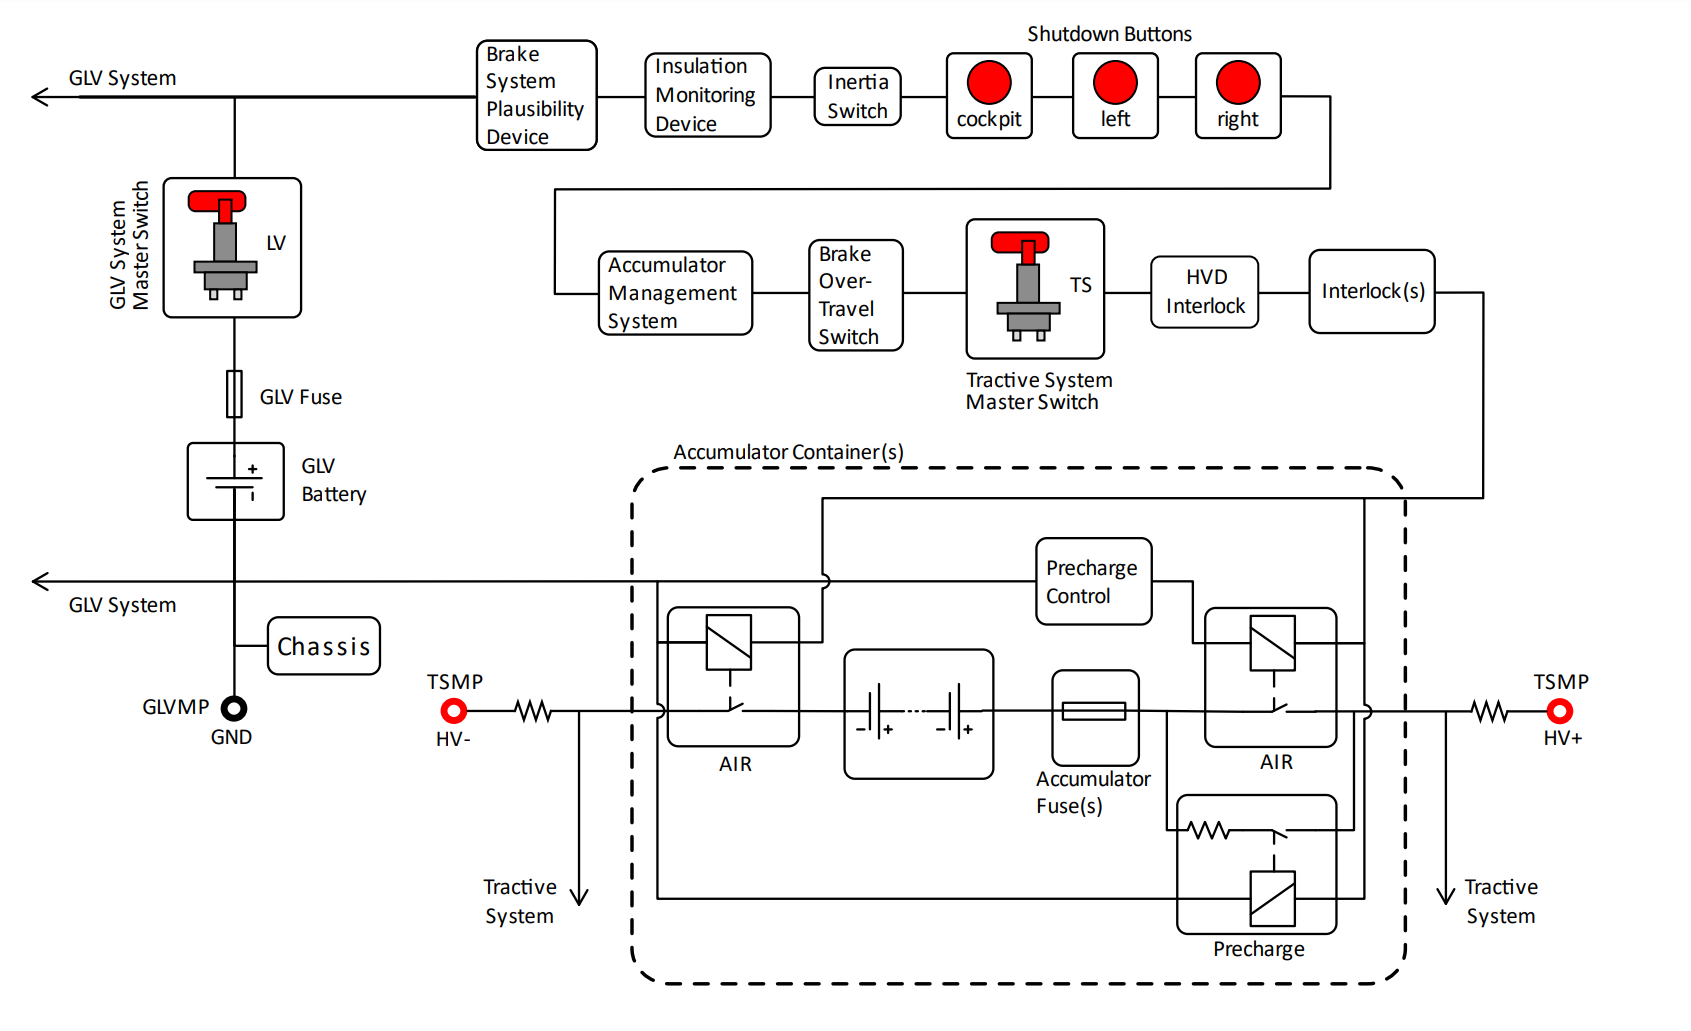 Shutdown Buttons
GLV System
Brake
System
Plausibility
Device
Insulation
Monitoring
Device
Inertia
Switch
cockpit
left
right
GLV System
Master Switch
LV
Accumulator
Management
System
Brake
Over-
Travel
Switch
TS
HVD
Interlock
Interlock(s)
Tractive System
Master Switch
GLV Fuse
GLV
Battery
+
-
Accumulator Container(s)
Precharge
Control
GLV System
Chassis
GLVMP
GND
TSMP
HV-
AIR
- +
- +
Accumulator
Fuse(s)
AIR
TSMP
HV+
Tractive
System
Precharge
Tractive
System